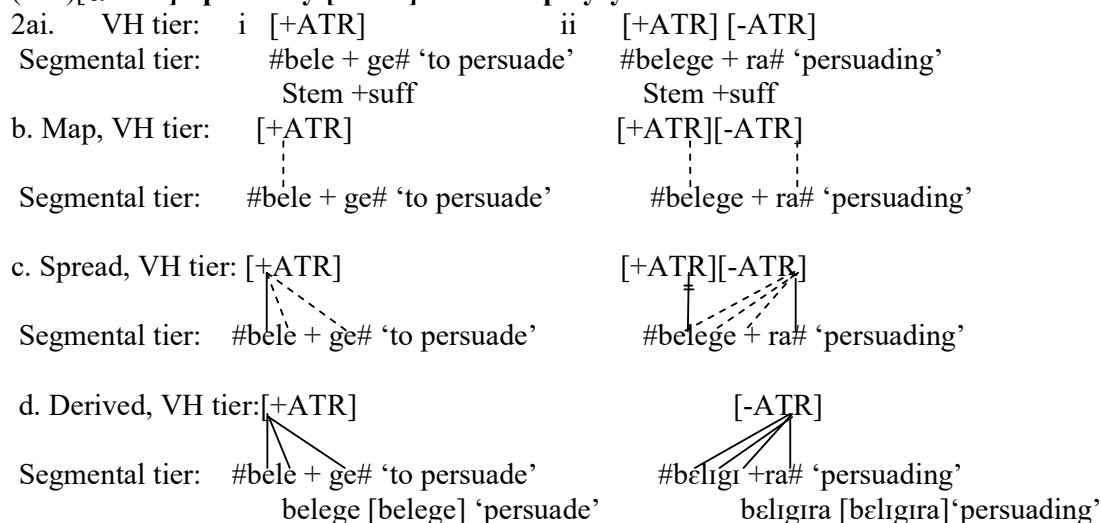 2ai. VH tier: i [+ATR] ii [+ATR] [-ATR]
Segmental tier: #bele + ge# ‘to persuade’ #belege + ra# ‘persuading’
Stem +suff Stem +suff
b. Map, VH tier: [+ATR] [+ATR][-ATR]
Segmental tier: #bele + ge# ‘to persuade’ #belege + ra# ‘persuading’
c. Spread, VH tier: [+ATR] [+ATR][-ATR]
Segmental tier: #bele + ge# ‘to persuade’ #belege + ra# ‘persuading’
d. Derived, VH tier:[+ATR] [-ATR]
Segmental tier: #bele + ge# ‘to persuade’ #bɛlɪgɪ +ra# ‘persuading’
belege [belege] ‘persuade’ bɛlɪgɪra [bɛlɪgɪra]‘persuading’